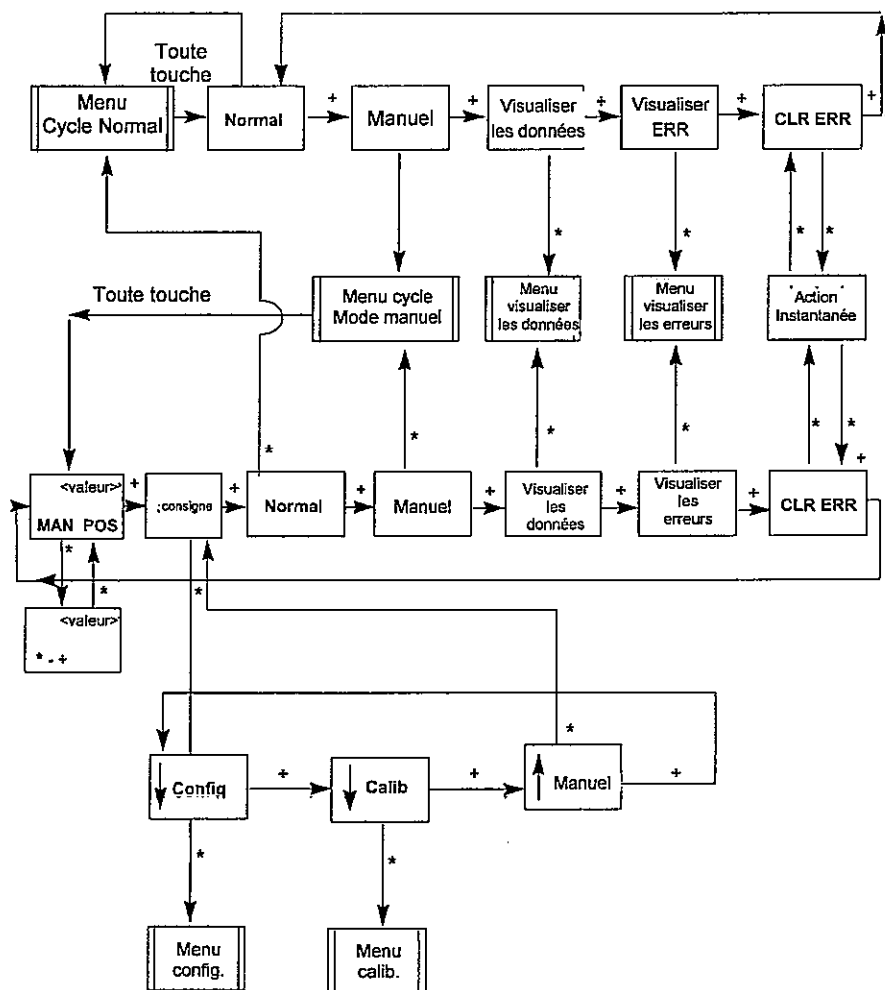 Toute
touche
Menu
Cycle Normal
Normal
+
Manuel
+
Visualiser
les données
+
Visualiser
ERR
+
CLR ERR
+
*
*
*
*
Toute touche
Menu cycle
Mode manuel
Menu
visualiser
les données
Menu
visualiser
les erreurs
Action
Instantanée
*
*
*
*
*
*
+
<valeur>
MAN POS
+
;consigne
+
Normal
+
Manuel
+
Visualiser
les
données
+
Visualiser
les
erreurs
+
CLR ERR
*
*
*
<valeur>
* - +
*
Config
+
Calib
+
Manuel
+
*
*
Menu
config.
Menu
calib.